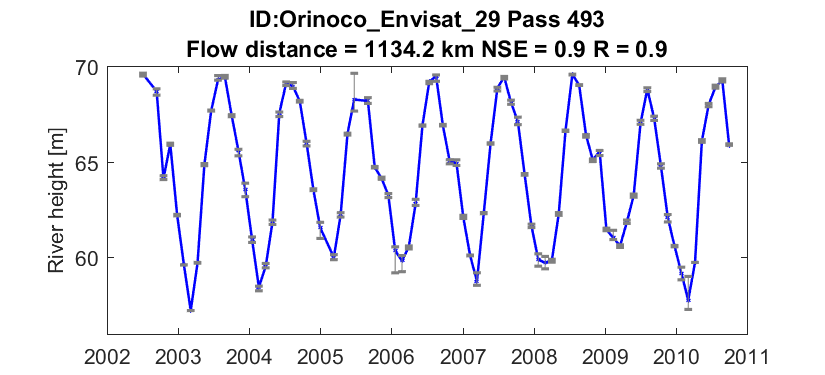 ID:Orinoco_Envisat_29 Pass 493
Flow distance = 1134.2 km NSE = 0.9 R = 0.9
70
65
60
River height [m]
2002 2003 2004 2005 2006 2007 2008 2009 2010 2011